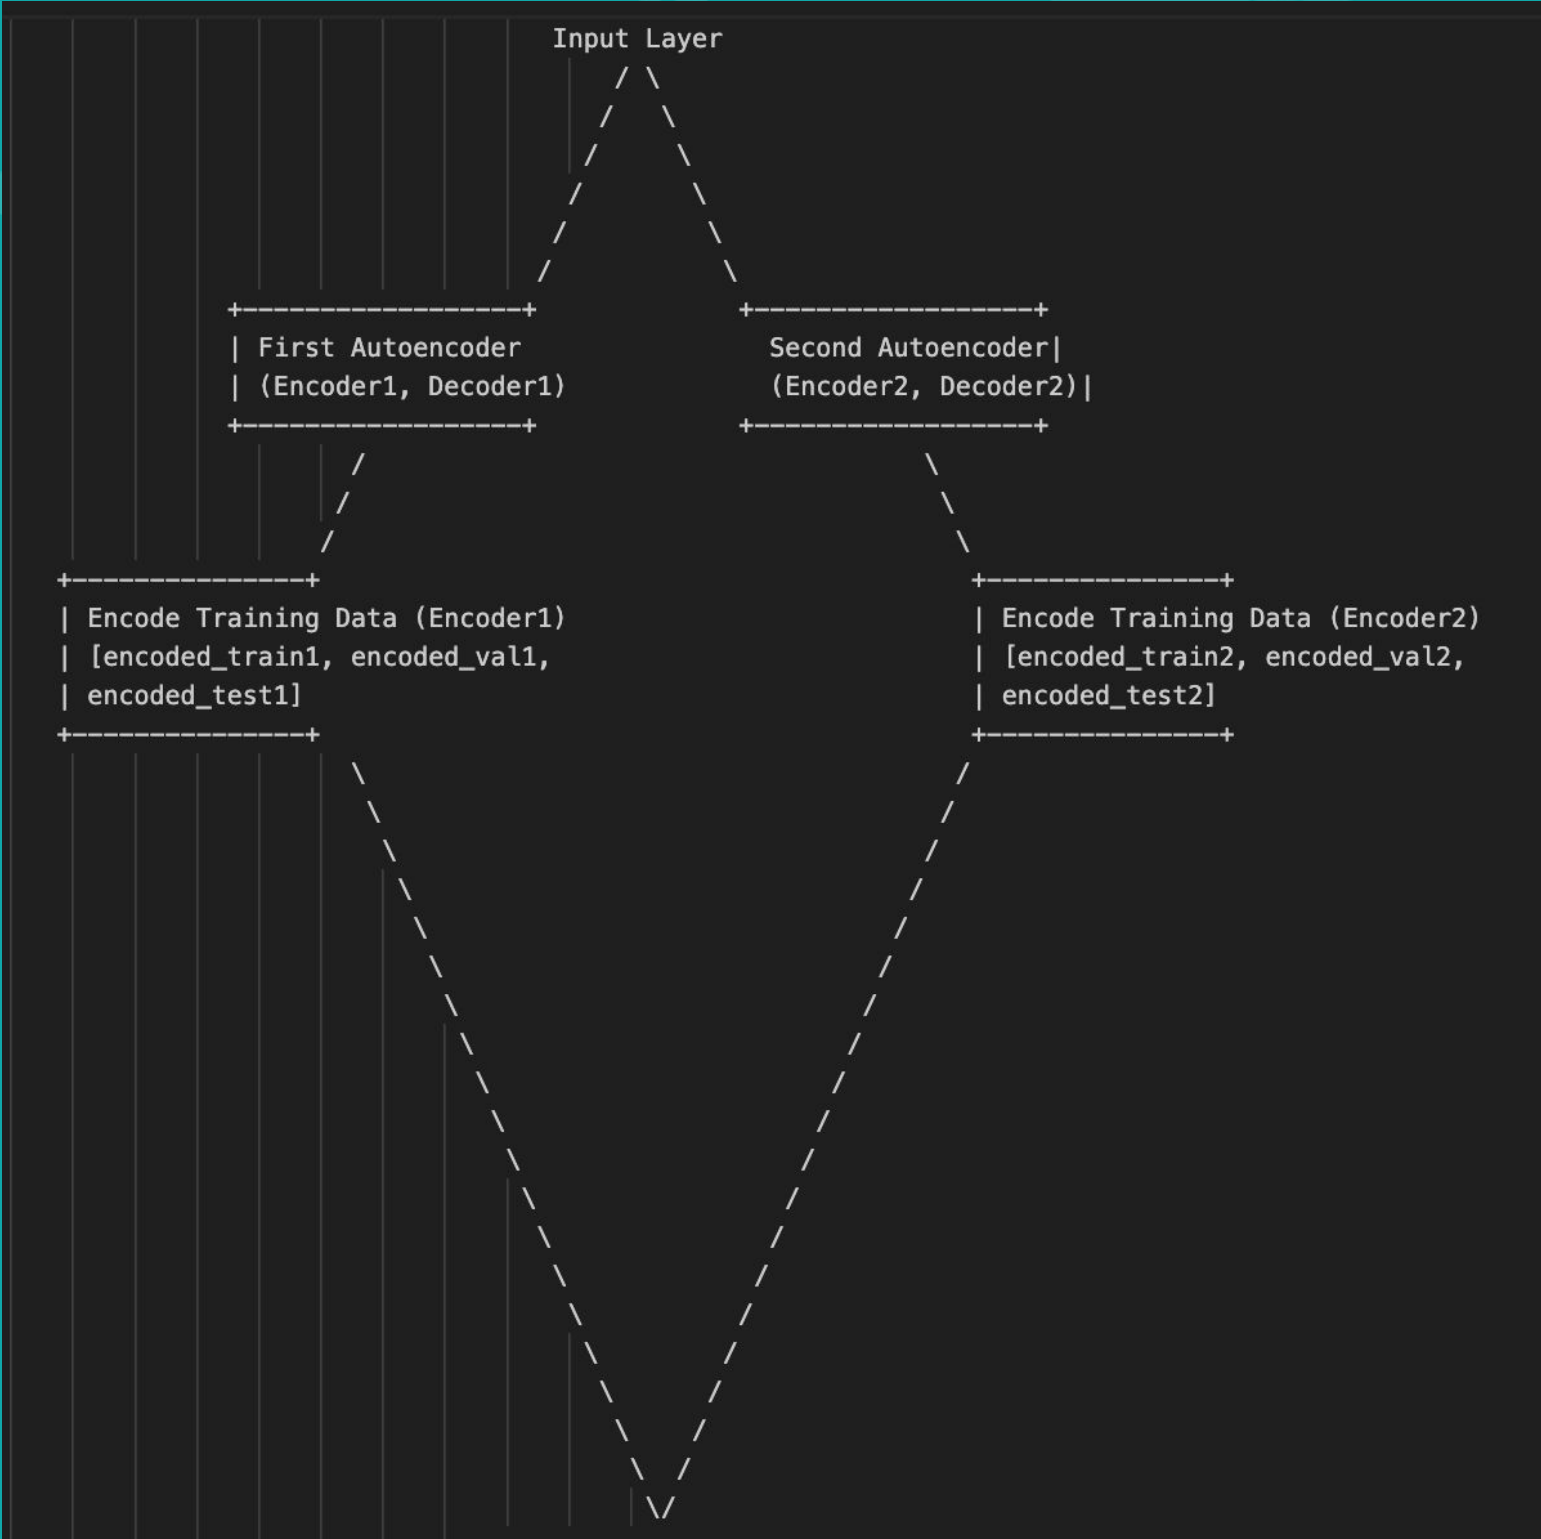 Input Layer
First Autoencoder
(Encoder1, Decoder1)
Second Autoencoder|
(Encoder2, Decoder2)|
| Encode Training Data (Encoder1)
| [encoded_train1, encoded_val1,
| encoded_test1]
| Encode Training Data (Encoder2)
| [encoded_train2, encoded_val2,
| encoded_test2]